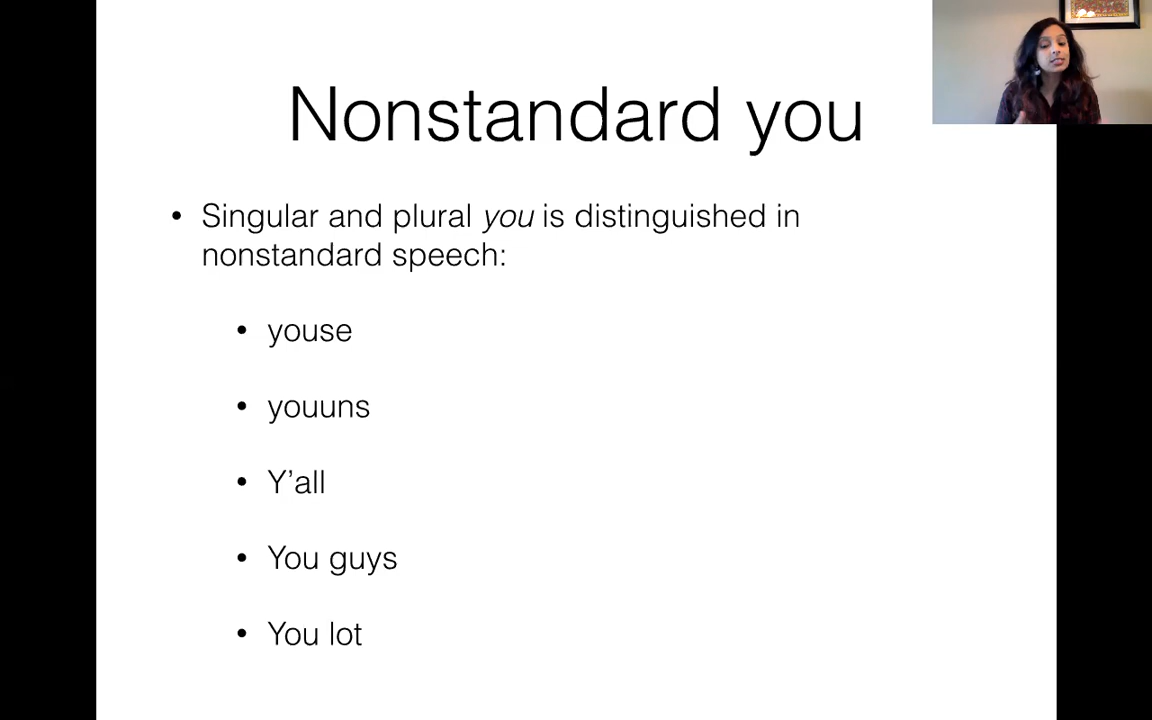 Nonstandard you
• Singular and plural you is distinguished in
nonstandard speech:
• youse
• youuns
• Y’all
• You guys
• You lot